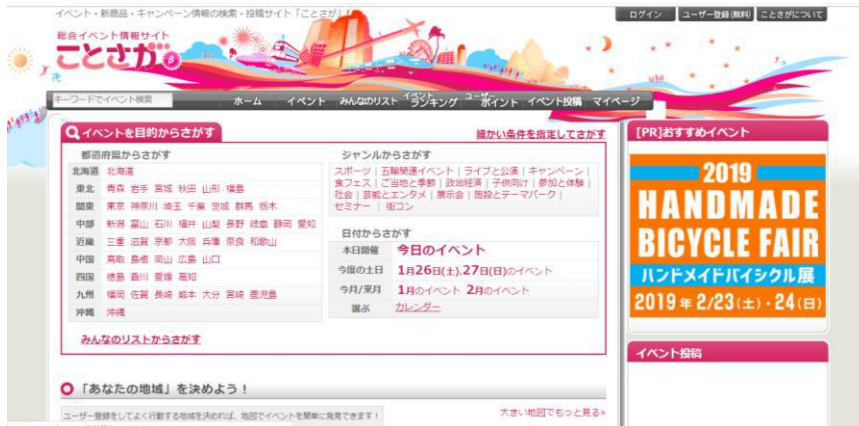 イベント・新商品・キャンペーン情報の検索・投稿サイト「ことさが」!
ログイン
ユーザー登録(無料)
ことさがについて
総合イベント情報サイト
ことさが
キーワードでイベント検索
ホーム イベント みんなのリスト イベントランキング ユーザーポイント イベント投稿 マイページ
イベントを目的からさがす
細かい条件を指定してさがす
都道府県からさがす
北海道 北海道
東北 青森 岩手 宮城 秋田 山形 福島
関東 東京 神奈川 埼玉 千葉 茨城 群馬 栃木
中部 新潟 富山 石川 福井 山梨 長野 岐阜 静岡 愛知
近畿 三重 滋賀 京都 大阪 兵庫 奈良 和歌山
中国 鳥取 島根 岡山 広島 山口
四国 徳島 香川 愛媛 高知
九州 福岡 佐賀 長崎 熊本 大分 宮崎 鹿児島
沖縄 沖縄
みんなのリストからさがす
ジャンルからさがす
スポーツ | 五輪関連イベント | ライブと公演 | キャンペーン |
食フェス | ご当地と季節 | 政治経済 | 子供向け | 参加と体験 |
社会 | 芸能とエンタメ | 展示会 | 施設とテーマパーク |
セミナー | 街コン
日付からさがす
本日開催 今日のイベント
今度の土日 1月26日(土).27日(日)のイベント
今月/来月 1月のイベント 2月のイベント
選ぶ カレンダー
[PR]おすすめイベント
2019
HANDMADE
BICYCLE FAIR
ハンドメイドバイシクル展
2019年 2/23(土)・24(日)
イベント投稿
「あなたの地域」を決めよう!
ユーザー登録をしてよく行動する地域を決めれば、地図でイベントを簡単に発見できます!
大きい地図でもっと見る»